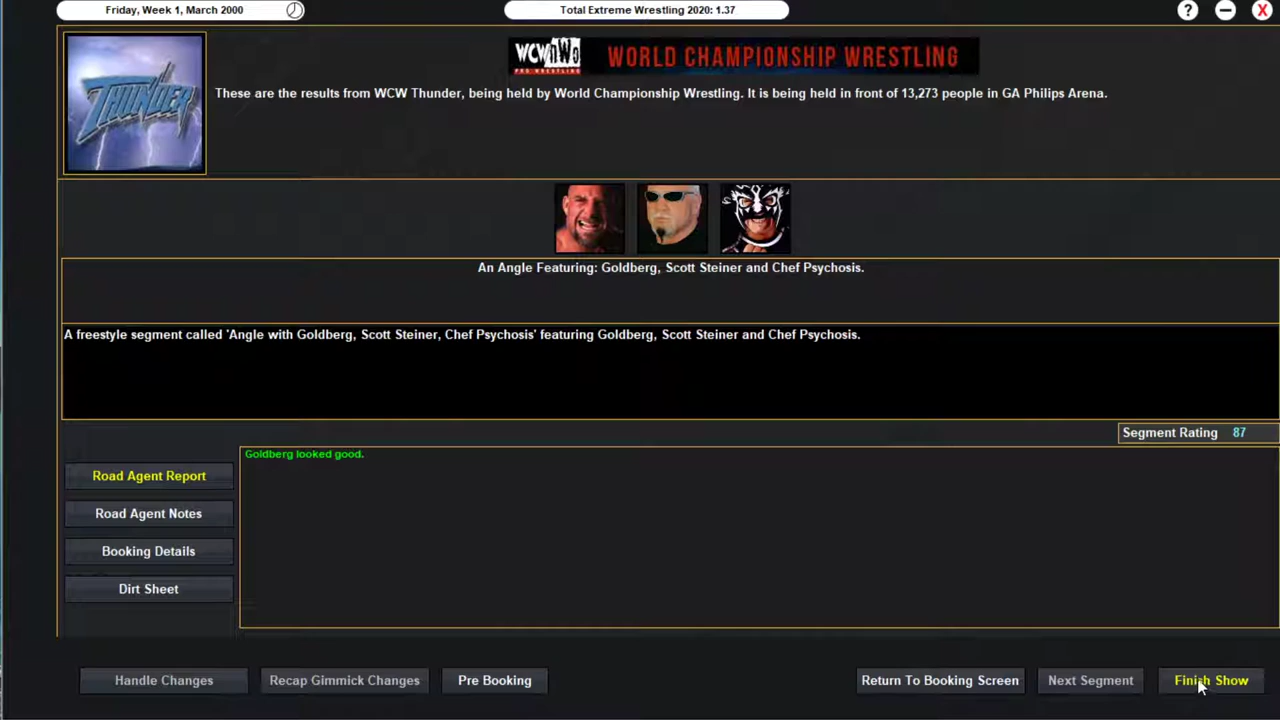 Friday, Week 1, March 2000
Total Extreme Wrestling 2020: 1.37
?
X
THUNDER
WCW nWo
PRO WRESTLING
WORLD CHAMPIONSHIP WRESTLING
These are the results from WCW Thunder, being held by World Championship Wrestling. It is being held in front of 13,273 people in GA Philips Arena.
An Angle Featuring: Goldberg, Scott Steiner and Chef Psychosis.
A freestyle segment called 'Angle with Goldberg, Scott Steiner, Chef Psychosis' featuring Goldberg, Scott Steiner and Chef Psychosis.
Segment Rating 87
Goldberg looked good.
Road Agent Report
Road Agent Notes
Booking Details
Dirt Sheet
Handle Changes
Recap Gimmick Changes
Pre Booking
Return To Booking Screen
Next Segment
Finish Show